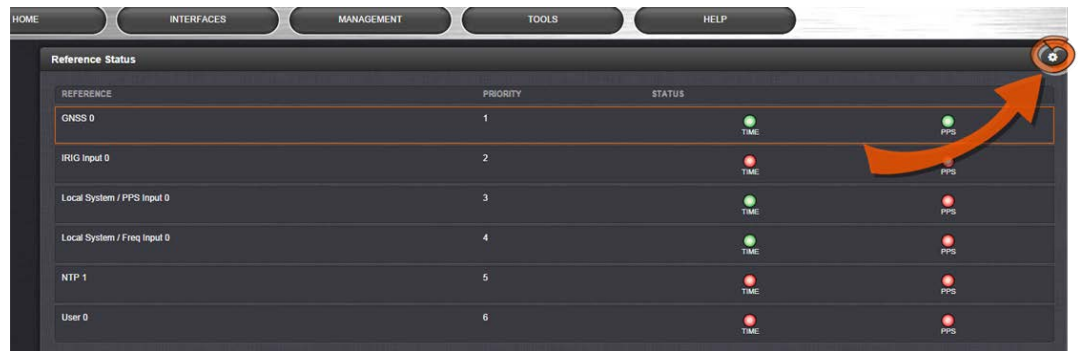 HOME INTERFACES MANAGEMENT TOOLS HELP
Reference Status
REFERENCE PRIORITY STATUS
GNSS 0 1 TIME PPS
IRIG Input 0 2 TIME PPS
Local System / PPS Input 0 3 TIME PPS
Local System / Freq Input 0 4 TIME PPS
NTP 1 5 TIME PPS
User 0 6 TIME PPS